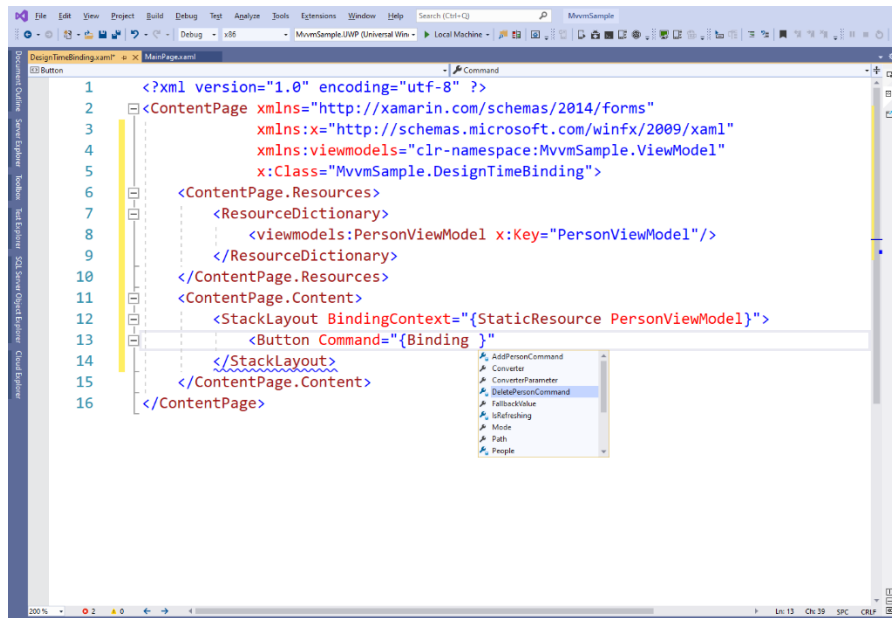 File Edit View Project Build Debug Test Analyze Tools Extensions Window Help Search (Ctrl+Q) MvvmSample
Debug x86 MvvmSample.UWP (Universal Win Local Machine
DesignTimeBinding.xaml* MainPage.xaml
Button Command
Document Outline
Server Explorer
Toolbox
Test Explorer
SQL Server Object Explorer
Cloud Explorer
1 <?xml version="1.0" encoding="utf-8" ?>
2 <ContentPage xmlns="http://xamarin.com/schemas/2014/forms"
3 xmlns:x="http://schemas.microsoft.com/winfx/2009/xaml"
4 xmlns:viewmodels="clr-namespace:MvvmSample.ViewModel"
5 x:Class="MvvmSample.DesignTimeBinding">
6 <ContentPage.Resources>
7 <ResourceDictionary>
8 <viewmodels:PersonViewModel x:Key="PersonViewModel"/>
9 </ResourceDictionary>
10 </ContentPage.Resources>
11 <ContentPage.Content>
12 <StackLayout BindingContext="{StaticResource PersonViewModel}">
13 <Button Command="{Binding }"
14 </StackLayout>
15 </ContentPage.Content>
16 </ContentPage>
AddPersonCommand
Converter
ConverterParameter
DeletePersonCommand
FallbackValue
IsRefreshing
Mode
Path
People
200 % 2 0 Ln: 13 Ch: 39 SPC CRLF